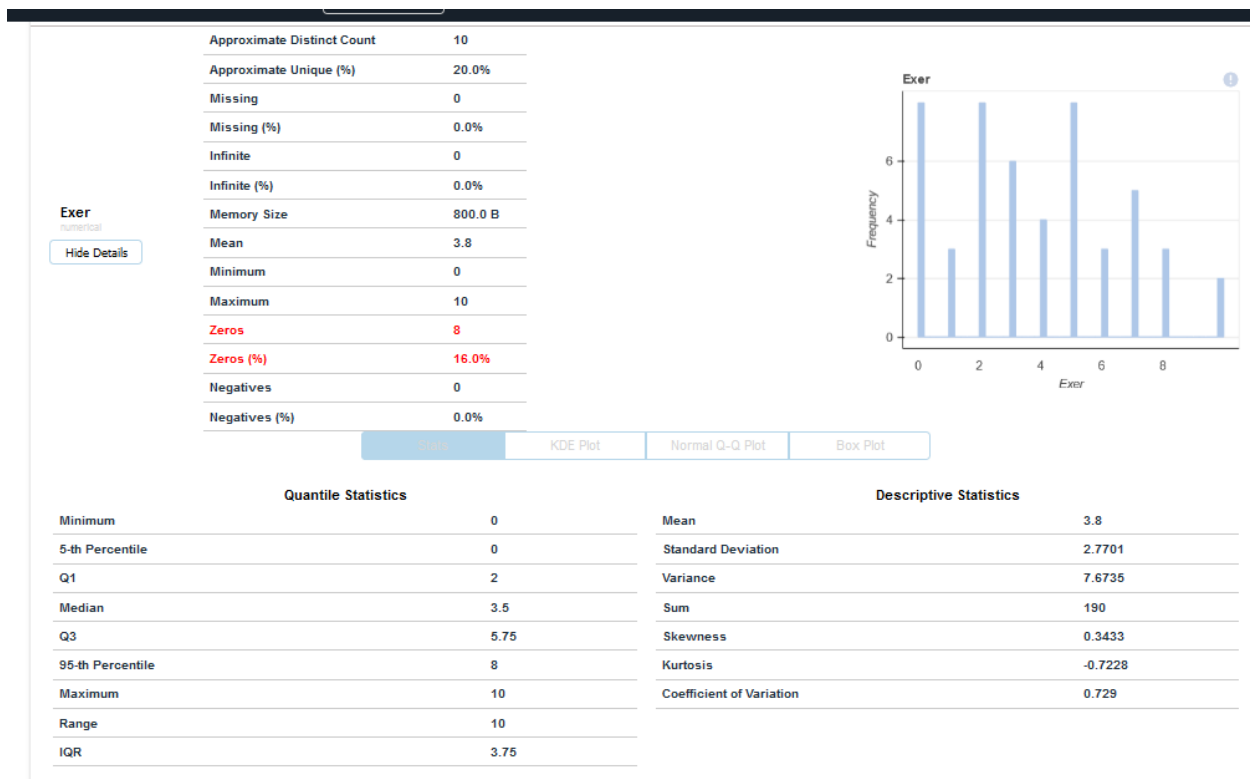 Approximate Distinct Count 10
Approximate Unique (%) 20.0%
Missing 0
Missing (%) 0.0%
Infinite 0
Infinite (%) 0.0%
Memory Size 800.0 B
Mean 3.8
Minimum 0
Maximum 10
Zeros 8
Zeros (%) 16.0%
Negatives 0
Negatives (%) 0.0%
Exer
numerical
Hide Details
Exer
!
6
4
2
0
Frequency
0 2 4 6 8
Exer
Stats KDE Plot Normal Q-Q Plot Box Plot
Quantile Statistics
Minimum 0
5-th Percentile 0
Q1 2
Median 3.5
Q3 5.75
95-th Percentile 8
Maximum 10
Range 10
IQR 3.75
Descriptive Statistics
Mean 3.8
Standard Deviation 2.7701
Variance 7.6735
Sum 190
Skewness 0.3433
Kurtosis -0.7228
Coefficient of Variation 0.729